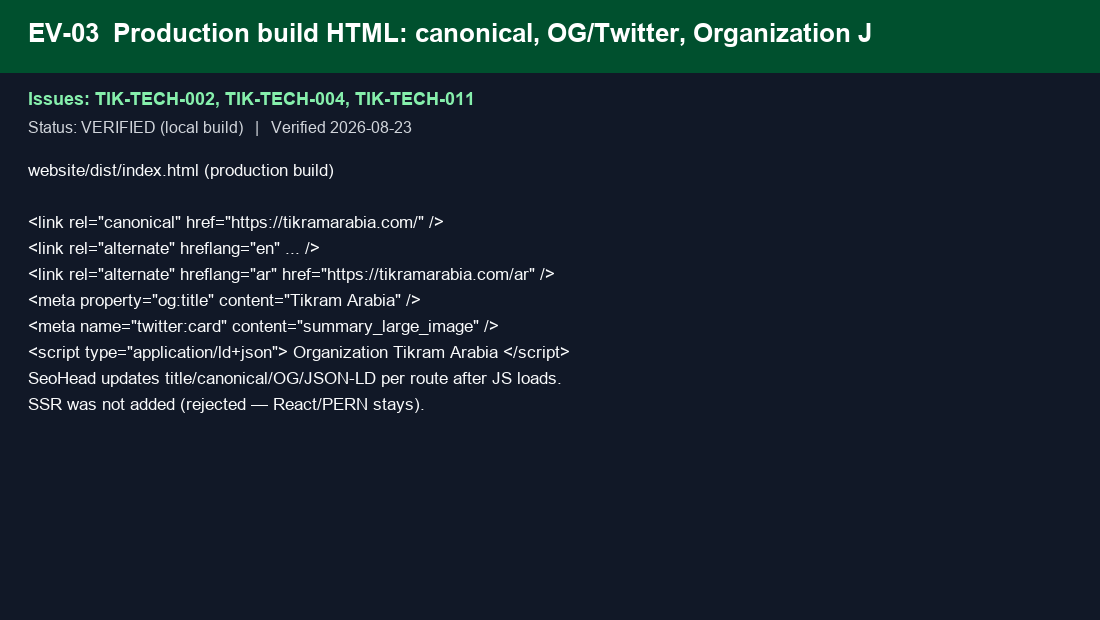 EV-03 Production build HTML: canonical, OG/Twitter, Organization J
Issues: TIK-TECH-002, TIK-TECH-004, TIK-TECH-011
Status: VERIFIED (local build) | Verified 2026-08-23
website/dist/index.html (production build)
<link rel="canonical" href="https://tikramarabia.com/" />
<link rel="alternate" hreflang="en" ... />
<link rel="alternate" hreflang="ar" href="https://tikramarabia.com/ar" />
<meta property="og:title" content="Tikram Arabia" />
<meta name="twitter:card" content="summary_large_image" />
<script type="application/ld+json"> Organization Tikram Arabia </script>
SeoHead updates title/canonical/OG/JSON-LD per route after JS loads.
SSR was not added (rejected — React/PERN stays).